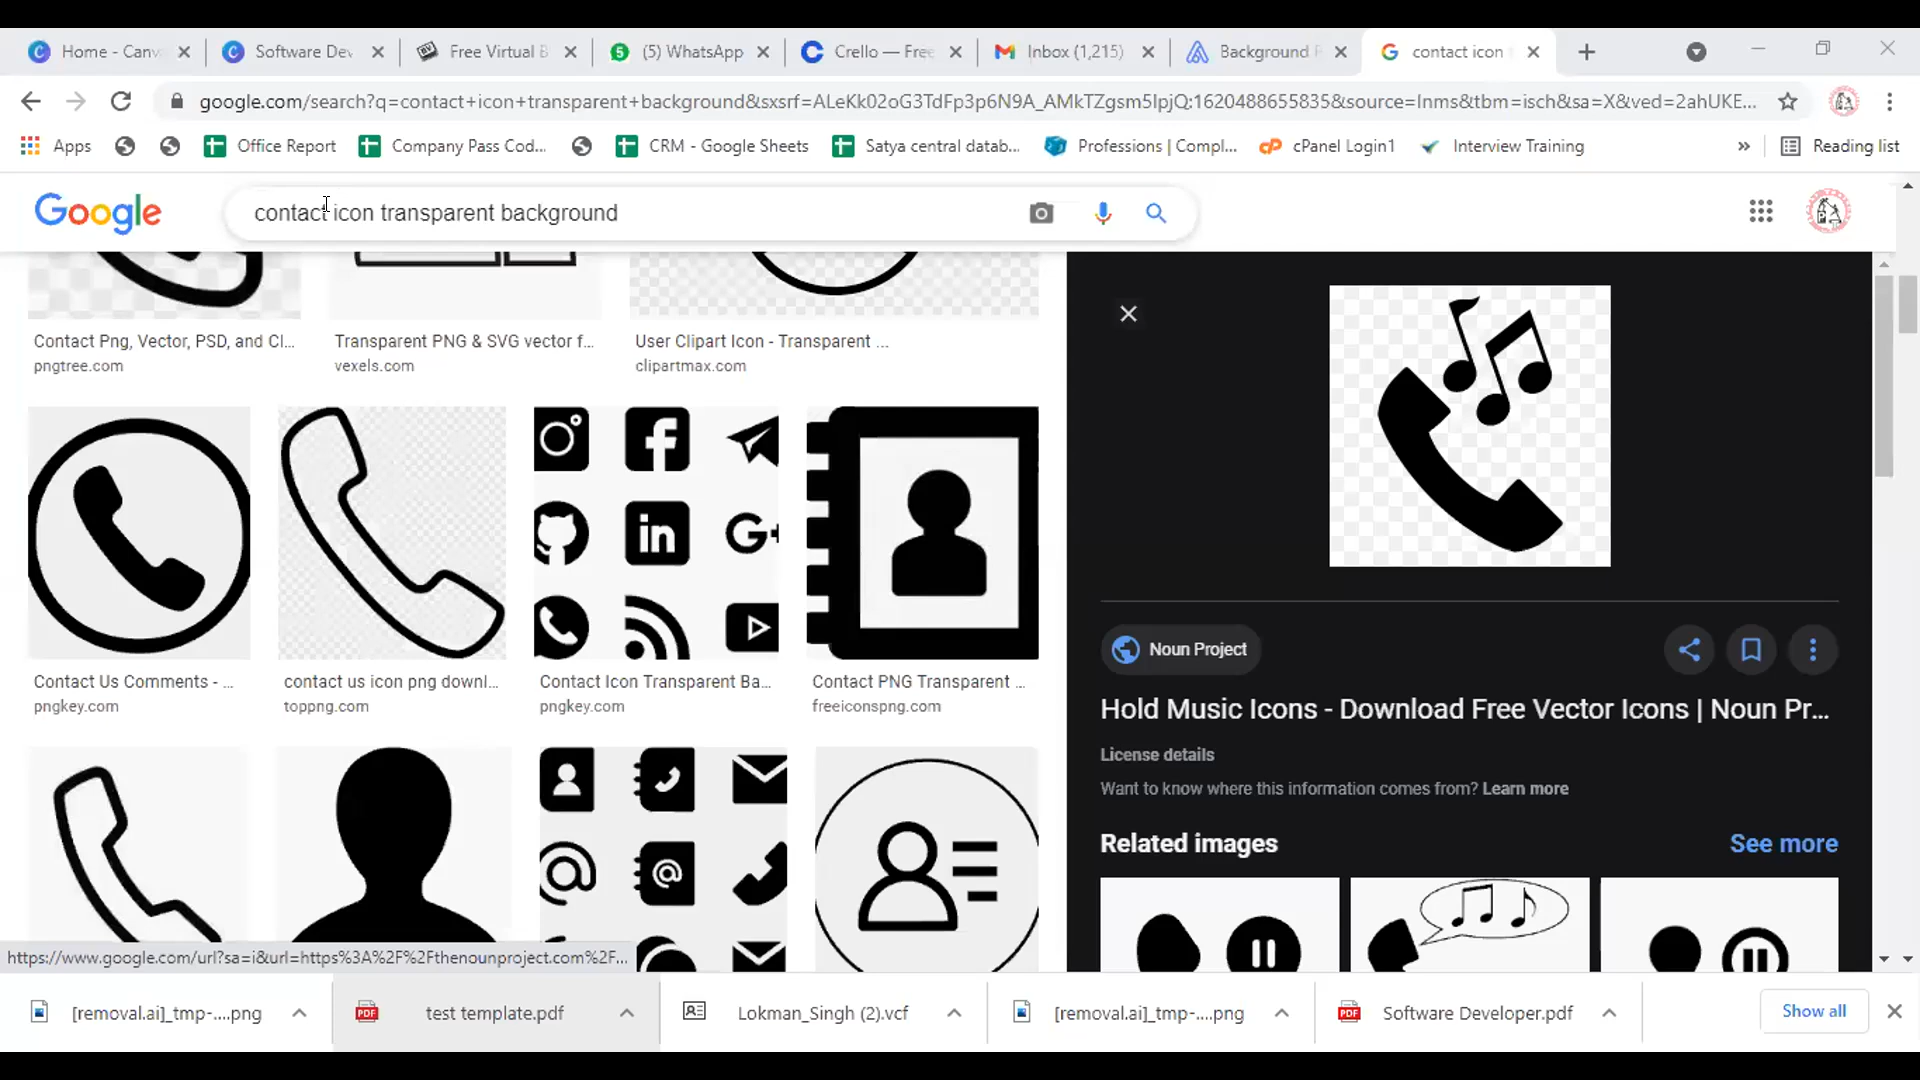 Home - Canv
Software Dev
Free Virtual B
(5) WhatsApp
Crello — Free
Inbox (1,215)
Background R
contact icon t
google.com/search?q=contact+icon+transparent+background&sxsrf=ALeKk02oG3TdFp3p6N9A_AMkTZgsm5IpjQ:1620488655835&source=lnms&tbm=isch&sa=X&ved=2ahUKE...
Apps
Office Report
Company Pass Cod...
CRM - Google Sheets
Satya central datab...
Professions | Compl...
cPanel Login1
Interview Training
»
Reading list
Google
contact icon transparent background
Contact Png, Vector, PSD, and Cl...
pngtree.com
Transparent PNG & SVG vector f...
vexels.com
User Clipart Icon - Transparent ...
clipartmax.com
Contact Us Comments - ...
pngkey.com
contact us icon png downl...
toppng.com
Contact Icon Transparent Ba...
pngkey.com
Contact PNG Transparent ...
freeiconspng.com
Noun Project
Hold Music Icons - Download Free Vector Icons | Noun Pr...
License details
Want to know where this information comes from? Learn more
Related images
See more
https://www.google.com/url?sa=i&url=https%3A%2F%2Fthenounproject.com%2F...
[removal.ai]_tmp-....png
test template.pdf
Lokman_Singh (2).vcf
[removal.ai]_tmp-....png
Software Developer.pdf
Show all